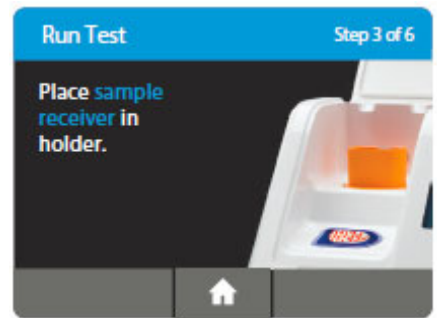 Run Test
Step 3 of 6
Place sample
receiver in
holder.